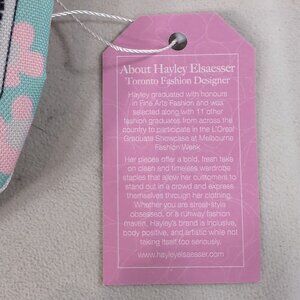 About Hayley Elsaesser
Toronto Fashion Designer
Hayley graduated with honours
in Fine Arts Fashion and was
selected along with 11 other
fashion graduates from across the
country to participate in the L'Oreal
Graduate Showcase at Melbourne
Fashion Week.
Her pieces offer a bold, fresh take
on clean and timeless wardrobe
staples that allow her customers to
stand out in a crowd and express
themselves through her clothing.
Whether you are street-style
obsessed, or a runway fashion
maven, Hayley's brand is inclusive,
body positive, and artistic while not
taking itself too seriously.
www.hayleyelsaesser.com